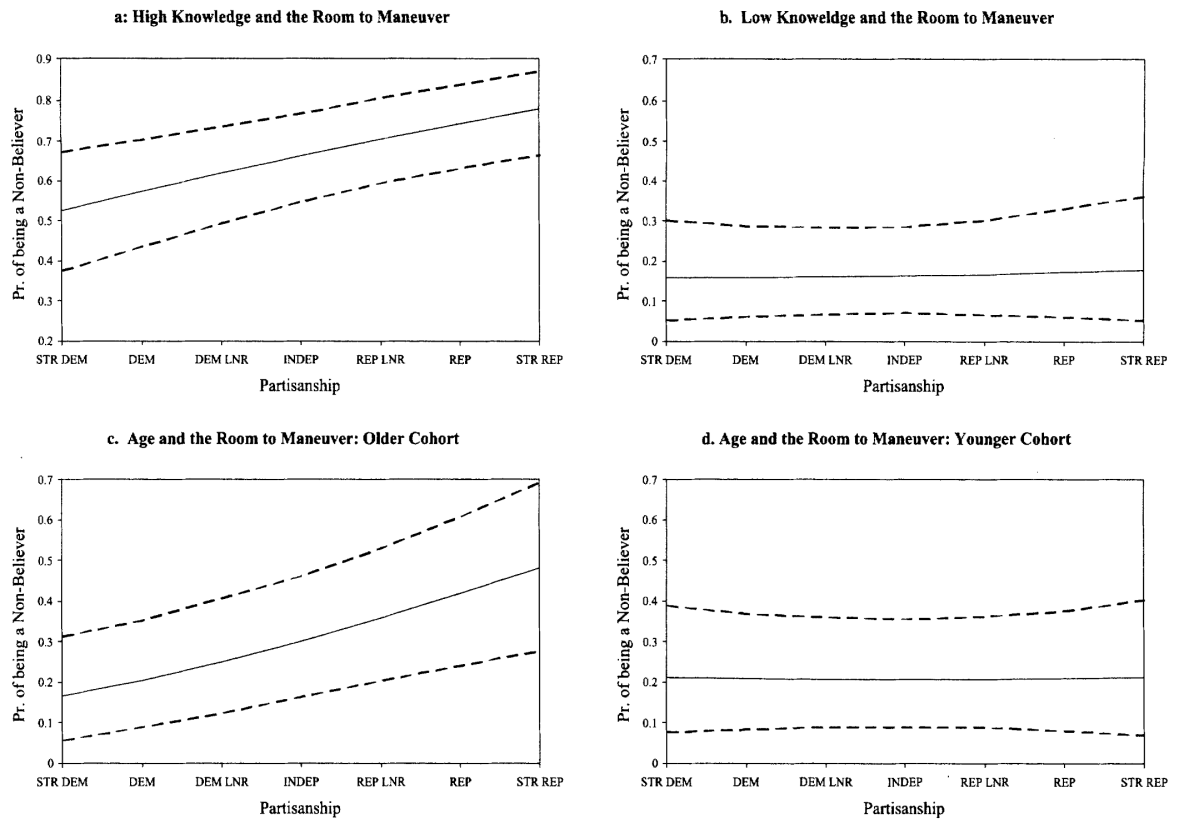 a: High Knowledge and the Room to Maneuver
Pr. of being a Non-Believer
0.9
0.8
0.7
0.6
0.5
0.4
0.3
0.2
STR DEM DEM DEM LNR INDEP REP LNR REP STR REP
Partisanship
b. Low Knoweldge and the Room to Maneuver
Pr. of being a Non-Believer
0.7
0.6
0.5
0.4
0.3
0.2
0.1
0
STR DEM DEM DEM LNR INDEP REP LNR REP STR REP
Partisanship
c. Age and the Room to Maneuver: Older Cohort
Pr. of being a Non-Believer
0.7
0.6
0.5
0.4
0.3
0.2
0.1
0
STR DEM DEM DEM LNR INDEP REP LNR REP STR REP
Partisanship
d. Age and the Room to Maneuver: Younger Cohort
Pr. of being a Non-Believer
0.7
0.6
0.5
0.4
0.3
0.2
0.1
0
STR DEM DEM DEM LNR INDEP REP LNR REP STR REP
Partisanship